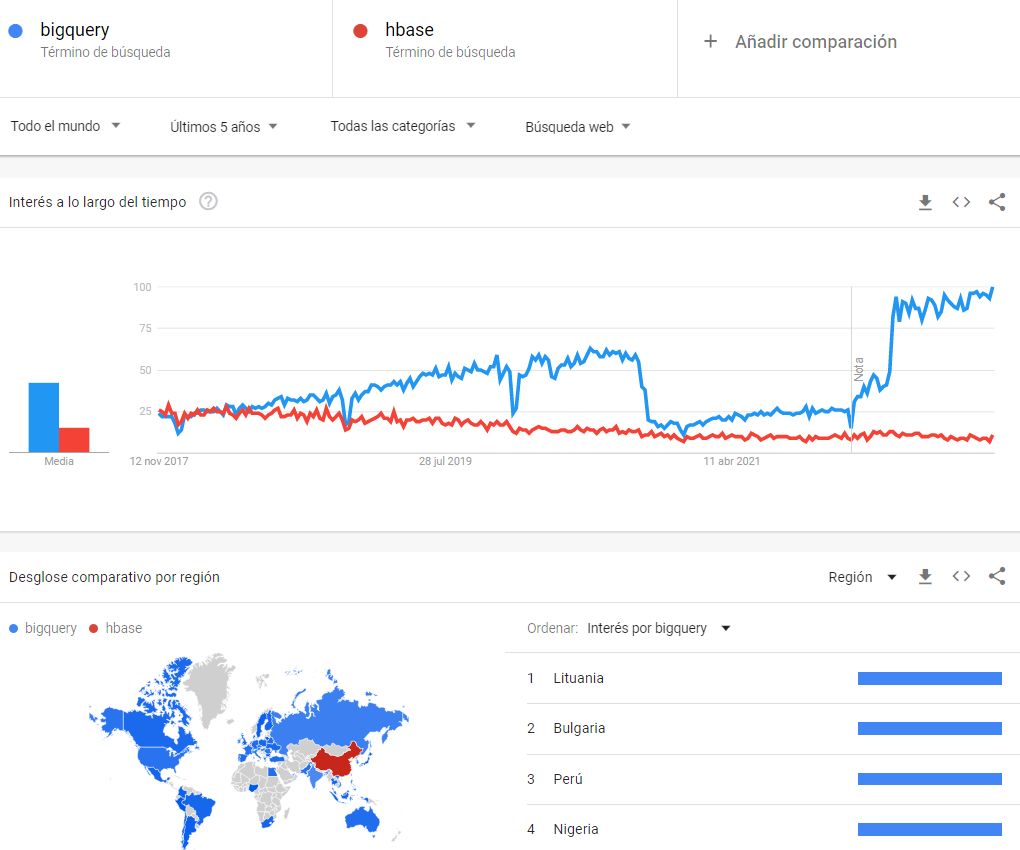 bigquery
Término de búsqueda
hbase
Término de búsqueda
+ Añadir comparación
Todo el mundo
Últimos 5 años
Todas las categorías
Búsqueda web
Interés a lo largo del tiempo ?
100
75
50
25
Nota
Media
12 nov 2017
28 jul 2019
11 abr 2021
Desglose comparativo por región
Región
bigquery hbase
Ordenar: Interés por bigquery
1 Lituania
2 Bulgaria
3 Perú
4 Nigeria